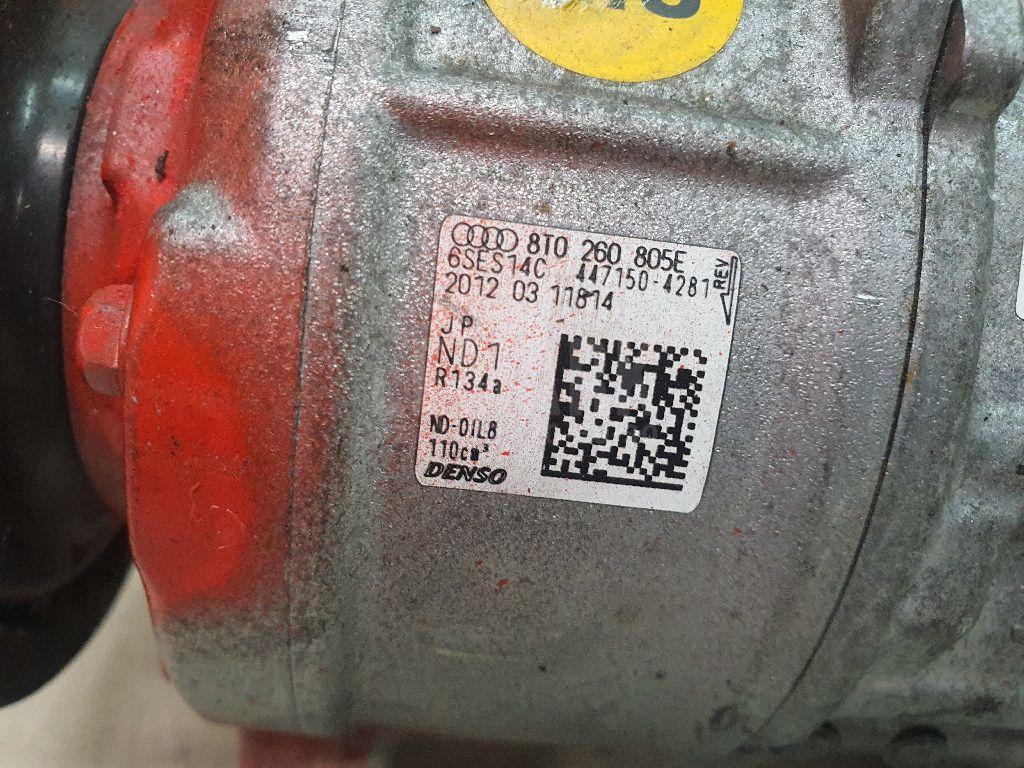 8T0 260 805E
6SES14C 447150-4281
REV
2012 03 11814
JP
ND1
R134a
ND-OIL8
110cm³
DENSO